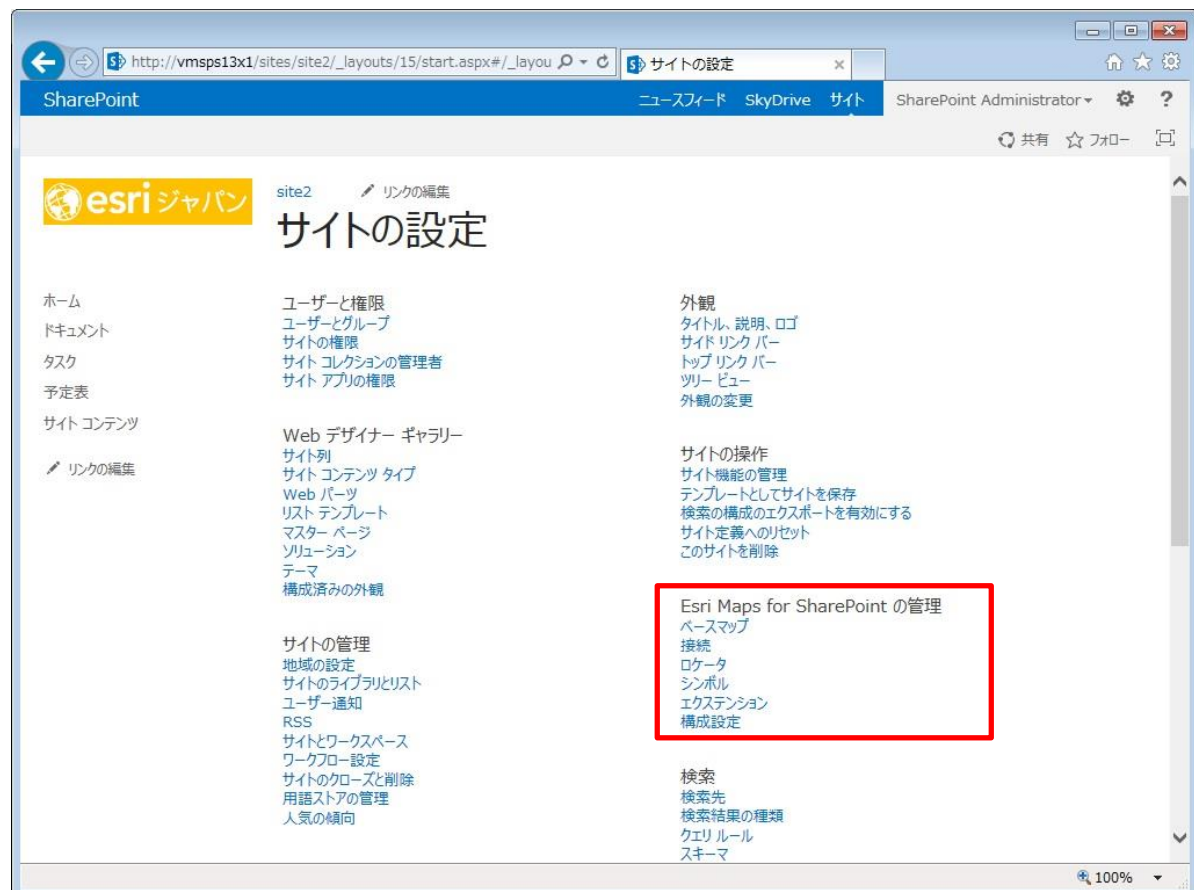 http://vmsps13x1/sites/site2/_layouts/15/start.aspx#/_layou
サイトの設定
SharePoint
ニュースフィード SkyDrive サイト
SharePoint Administrator
?
共有 フォロー
esri ジャパン
site2 リンクの編集
サイトの設定
ホーム
ドキュメント
タスク
予定表
サイト コンテンツ
リンクの編集
ユーザーと権限
ユーザーとグループ
サイトの権限
サイト コレクションの管理者
サイト アプリの権限
Web デザイナー ギャラリー
サイト列
サイト コンテンツ タイプ
Web パーツ
リスト テンプレート
マスター ページ
ソリューション
テーマ
構成済みの外観
サイトの管理
地域の設定
サイトのライブラリとリスト
ユーザー通知
RSS
サイトとワークスペース
ワークフロー設定
サイトのクローズと削除
用語ストアの管理
人気の傾向
外観
タイトル、説明、ロゴ
サイド リンク バー
トップ リンク バー
ツリー ビュー
外観の変更
サイトの操作
サイト機能の管理
テンプレートとしてサイトを保存
検索の構成のエクスポートを有効にする
サイト定義へのリセット
このサイトを削除
Esri Maps for SharePoint の管理
ベースマップ
接続
ロケータ
シンボル
エクステンション
構成設定
検索
検索先
検索結果の種類
クエリ ルール
スキーマ
100%